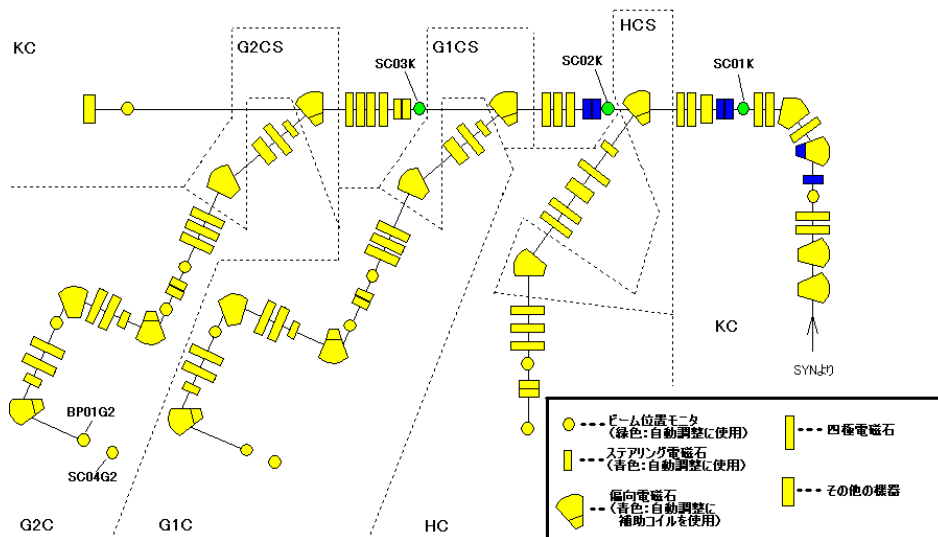 KC
G2CS
SC03K
G1CS
SC02K
HCS
SC01K
KC
SYNより
BP01G2
SC04G2
G2C
G1C
HC
ビーム位置モニタ
（緑色：自動調整に使用）
ステアリング電磁石
（青色：自動調整に使用）
偏向電磁石
（青色：自動調整に
補助コイルを使用）
四極電磁石
その他の機器